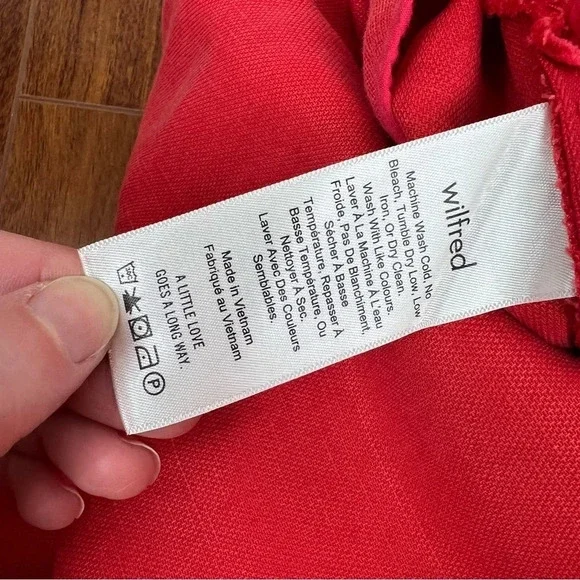 wilfred
Machine Wash Cold, No
Bleach, Tumble Dry Low, Low
Iron, Or Dry Clean.
Wash With Like Colours.
Laver À La Machine À L'eau
Froide, Pas De Blanchiment,
Sécher À Basse
Température, Repasser À
Basse Température, Ou
Nettoyer À Sec.
Laver Avec Des Couleurs
Semblables.
Made in Vietnam
Fabriqué au Vietnam
A LITTLE LOVE
GOES A LONG WAY.
P